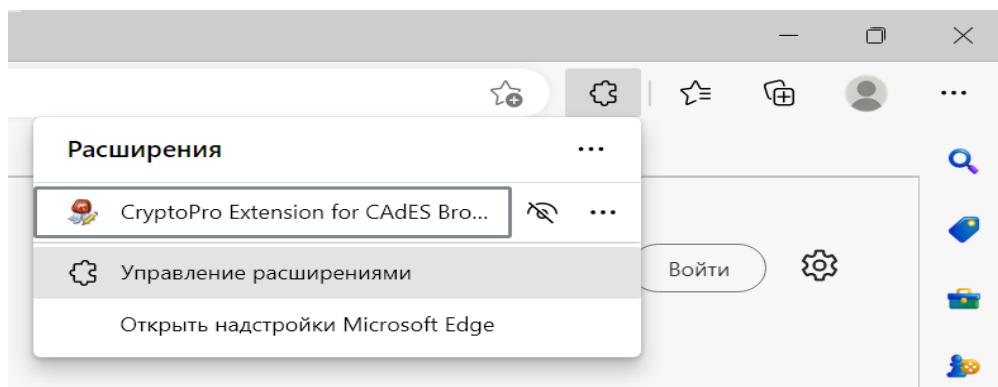 Расширения
CryptoPro Extension for CAdES Bro...
Управление расширениями
Войти
Открыть надстройки Microsoft Edge